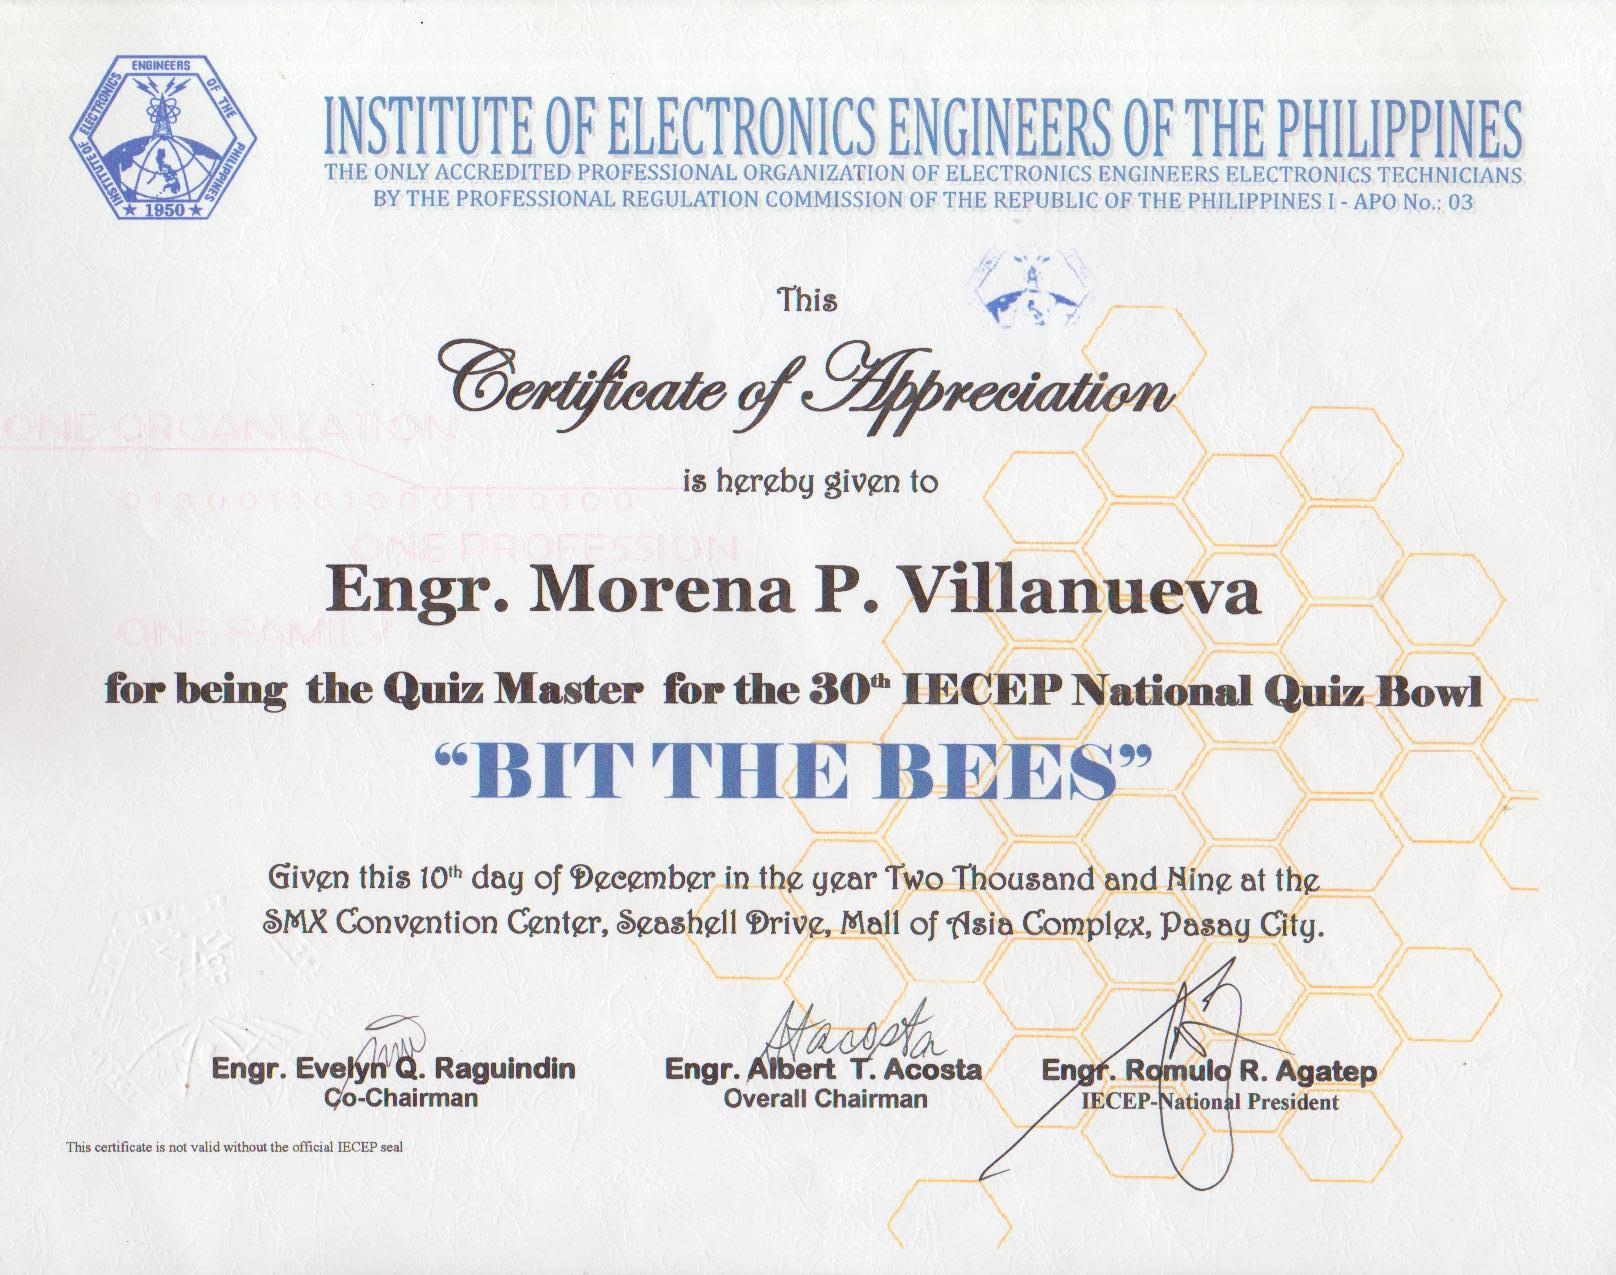 ENGINEERS
INSTITUTE OF ELECTRONICS
OF THE
PHILIPPINES
★ 1950 ★
INSTITUTE OF ELECTRONICS ENGINEERS OF THE PHILIPPINES
THE ONLY ACCREDITED PROFESSIONAL ORGANIZATION OF ELECTRONICS ENGINEERS ELECTRONICS TECHNICIANS
BY THE PROFESSIONAL REGULATION COMMISSION OF THE REPUBLIC OF THE PHILIPPINES I - APO No.: 03
This
Certificate of Appreciation
ONE ORGANIZATION
is hereby given to
ONE PROFESSION
Engr. Morena P. Villanueva
ONE FAMILY
for being the Quiz Master for the 30th IECEP National Quiz Bowl
“BIT THE BEES”
Given this 10th day of December in the year Two Thousand and Nine at the
SMX Convention Center, Seashell Drive, Mall of Asia Complex, Pasay City.
Atacosta
Engr. Evelyn Q. Raguindin
Co-Chairman
Engr. Albert T. Acosta
Overall Chairman
Engr. Romulo R. Agatep
IECEP-National President
This certificate is not valid without the official IECEP seal